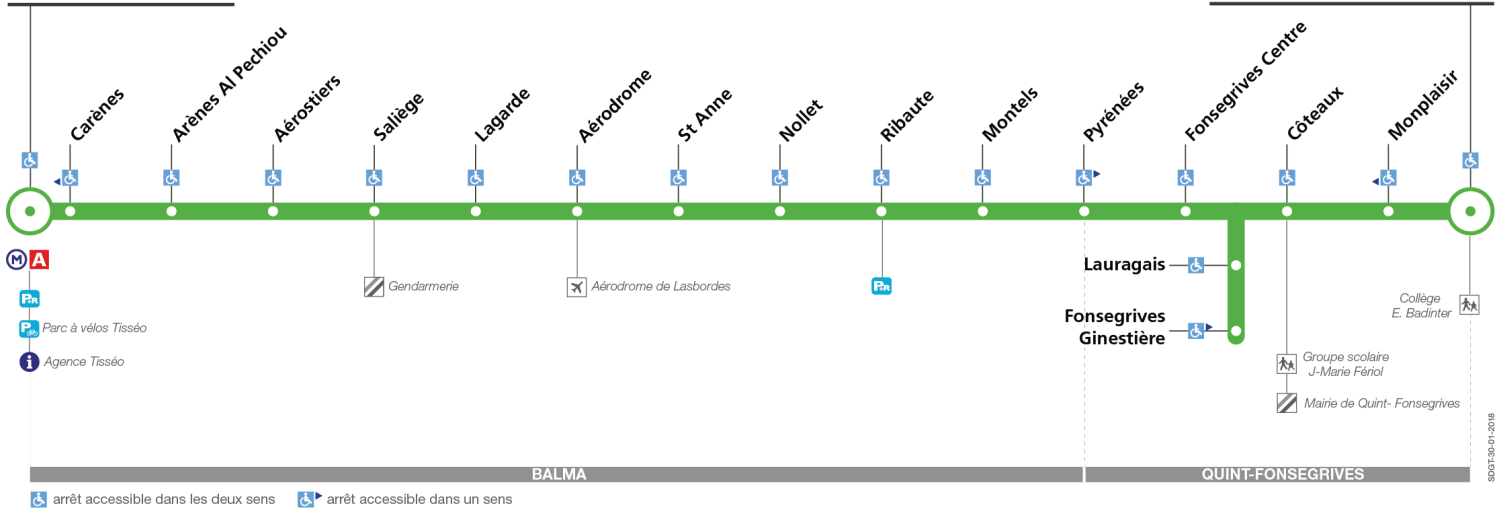 Carènes
Arènes Al Pechiou
Aérostiers
Saliège
Lagarde
Aérodrome
St Anne
Nollet
Ribaute
Montels
Pyrénées
Fonsegrives Centre
Côteaux
Monplaisir
M A
P+R
P
Parc à vélos Tisséo
i
Agence Tisséo
Gendarmerie
Aérodrome de Lasbordes
P+R
Lauragais
Fonsegrives
Ginestière
Collège
E. Badinter
Groupe scolaire
J-Marie Fériol
Mairie de Quint- Fonsegrives
SDGT-30-01-2018
BALMA
QUINT-FONSEGRIVES
arrêt accessible dans les deux sens
arrêt accessible dans un sens